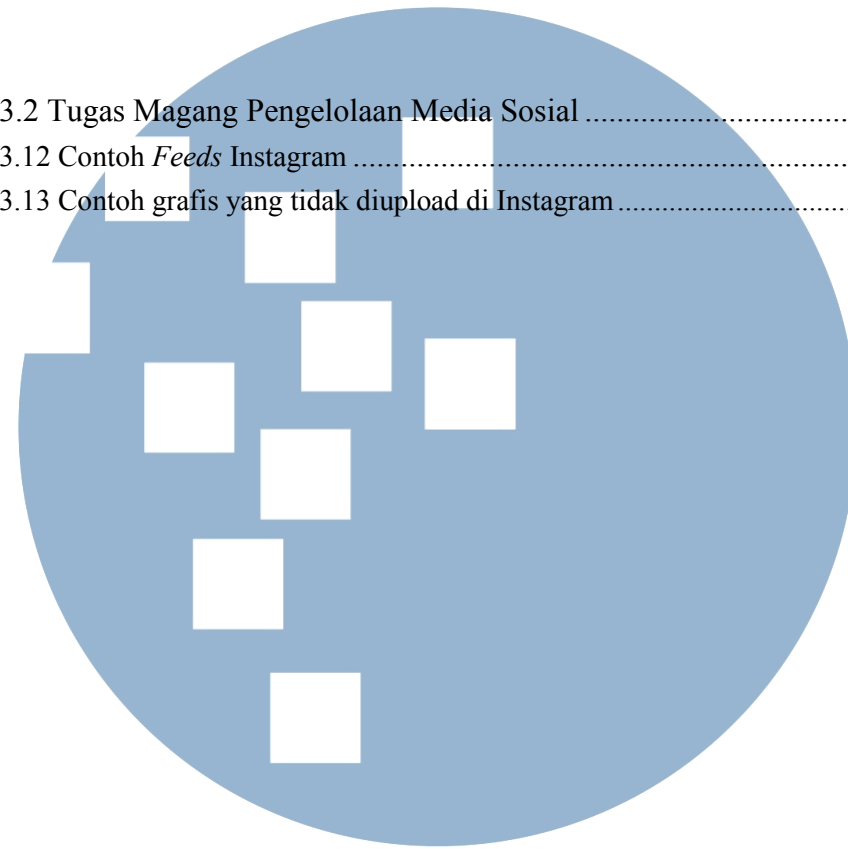 3.2 Tugas Magang Pengelolaan Media Sosial ..................................
3.12 Contoh Feeds Instagram ................................................................
3.13 Contoh grafis yang tidak diupload di Instagram ..............................